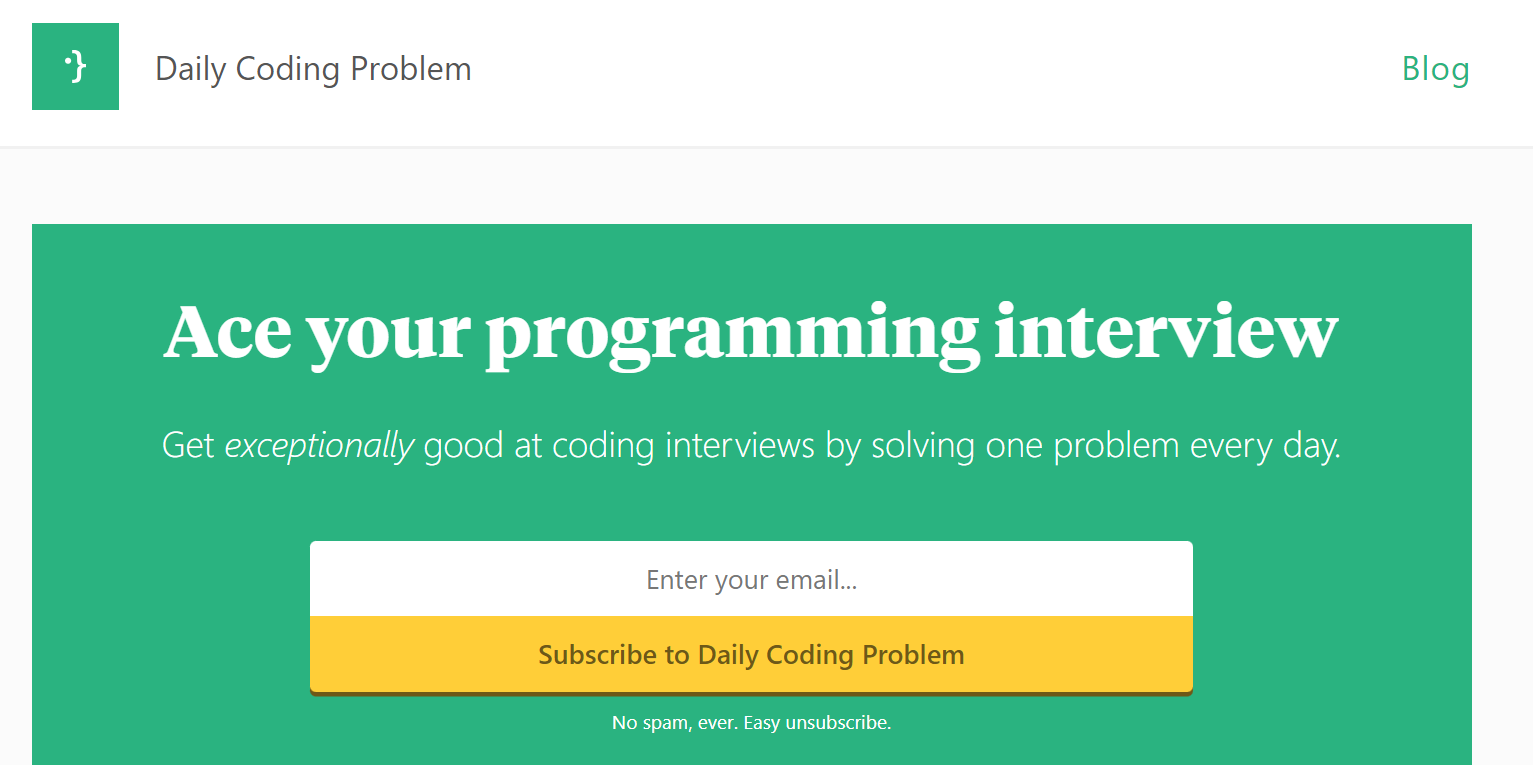 ·}
Daily Coding Problem
Blog
Ace your programming interview
Get exceptionally good at coding interviews by solving one problem every day.
Enter your email...
Subscribe to Daily Coding Problem
No spam, ever. Easy unsubscribe.